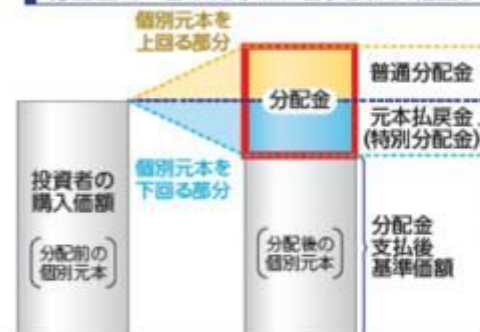 個別元本を
上回る部分
普通分配金
分配金
元本払戻金
(特別分配金)
個別元本を
下回る部分
投資者の
購入価額
分配前の
個別元本
分配後の
個別元本
分配金
支払後
基準価額